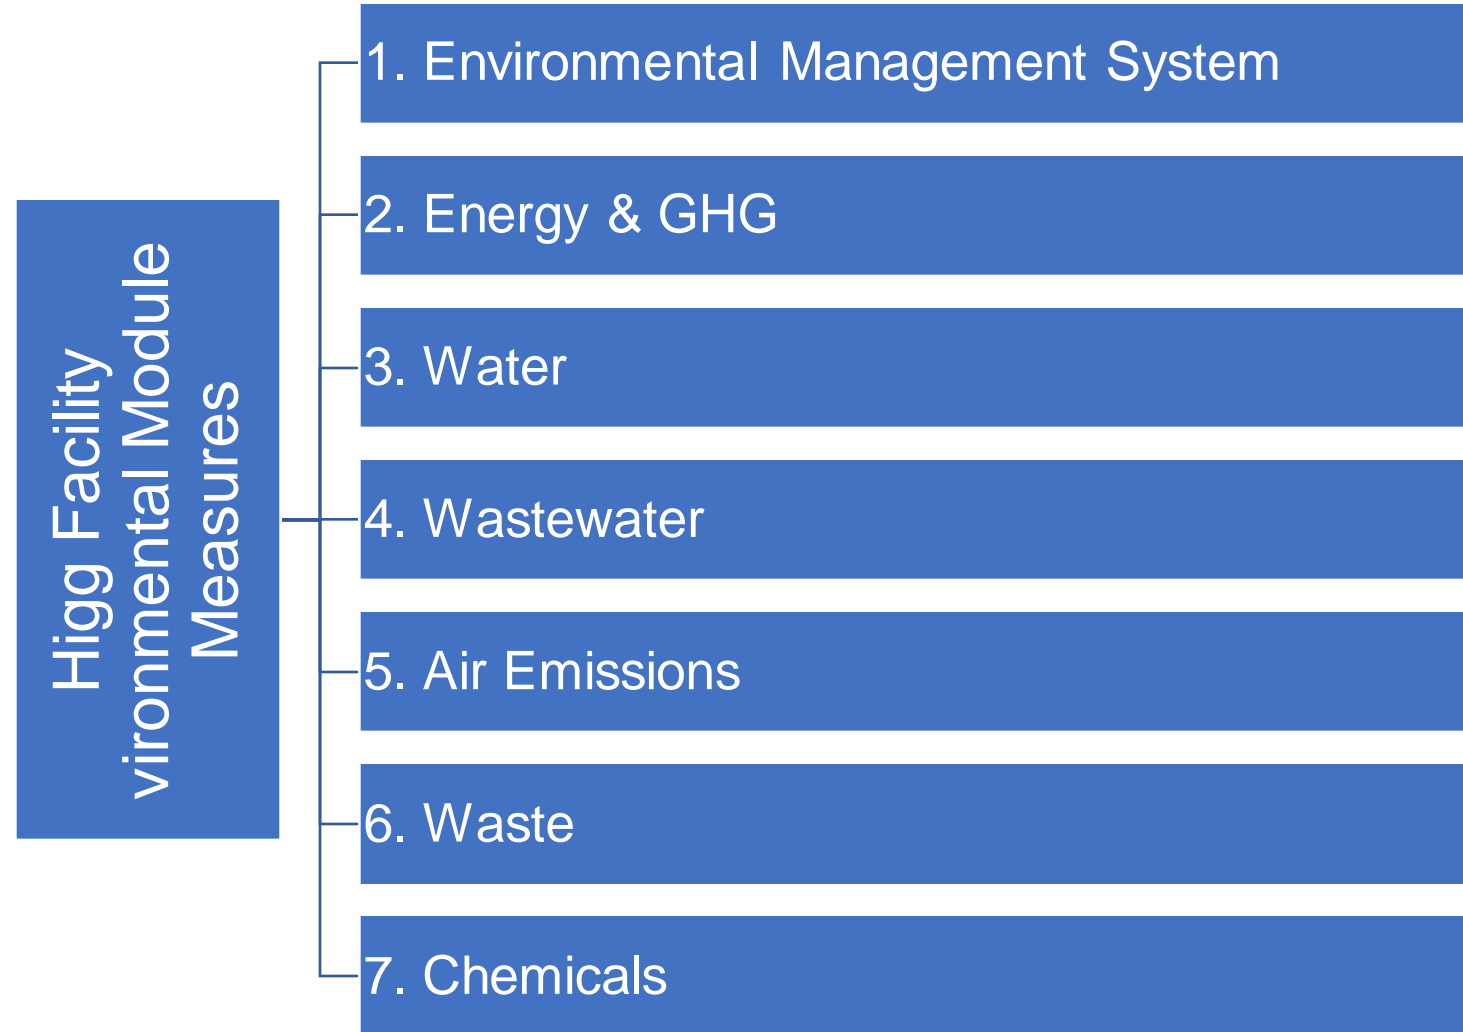 Higg Facility
vironmental Module
Measures
1. Environmental Management System
2. Energy & GHG
3. Water
4. Wastewater
5. Air Emissions
6. Waste
7. Chemicals